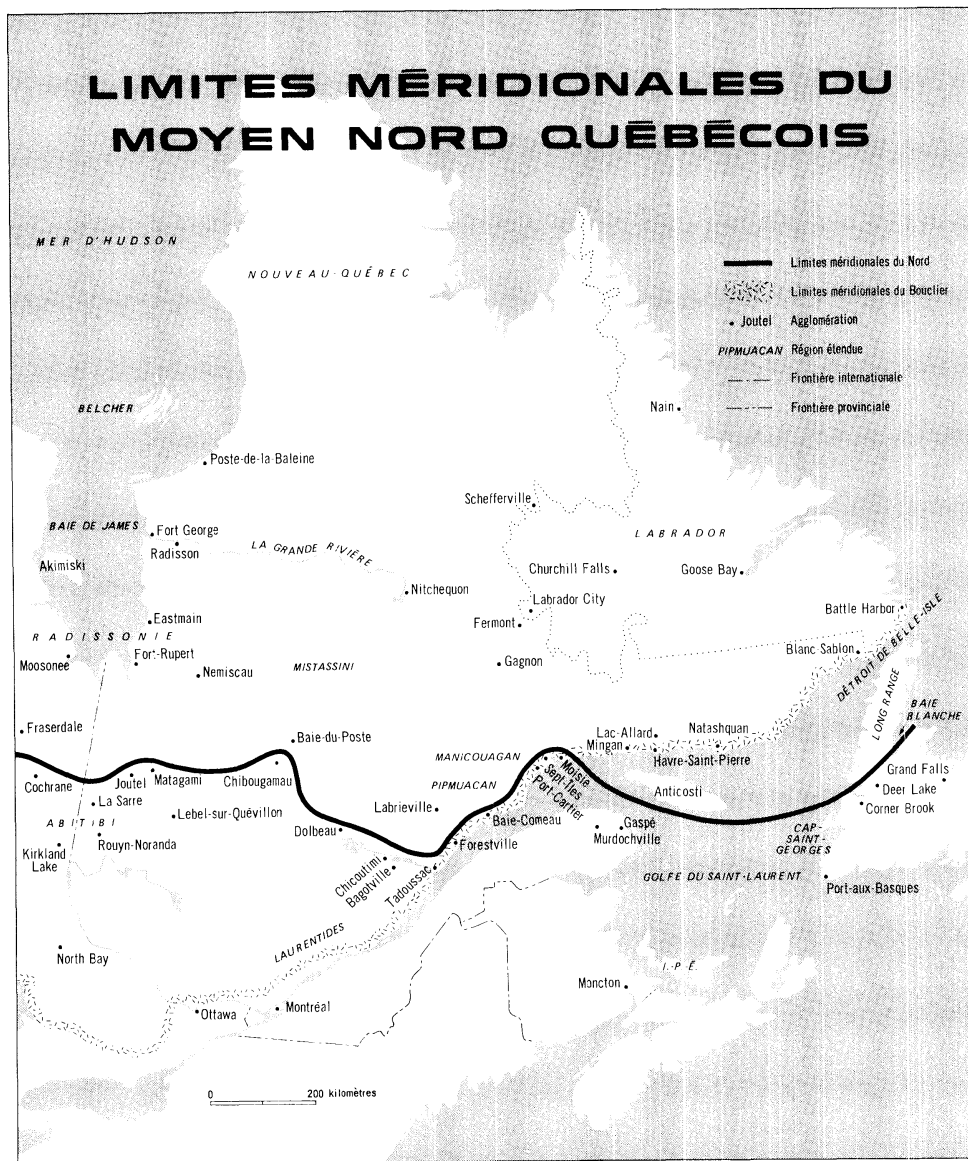 LIMITES MÉRIDIONALES DU
MOYEN NORD QUÉBÉCOIS
MER D'HUDSON
NOUVEAU-QUÉBEC
Limites méridionales du Nord
Limites méridionales du Bouclier
Joutel
Agglomération
PIPMUACAN
Région étendue
Frontière internationale
Frontière provinciale
BELCHER
Nain
Poste-de-la-Baleine
Schefferville
BAIE DE JAMES
Fort George
Radisson
LA GRANDE RIVIÈRE
LABRADOR
Akimiski
Nitchequon
Churchill Falls
Goose Bay
Labrador City
Battle Harbor
Eastmain
Fermont
RADISSONIE
Moosonee
Fort-Rupert
Nemiscau
MISTASSINI
Gagnon
Blanc-Sablon
DÉTROIT DE BELLE-ISLE
LONG RANGE
BAIE
BLANCHE
Fraserdale
Baie-du-Poste
Lac-Allard
Natashquan
Mingan
Havre-Saint-Pierre
MANICOUAGAN
Moisie
Sept-Îles
Port-Cartier
Cochrane
Joutel
Matagami
Chibougamau
PIPMUACAN
Grand Falls
Deer Lake
Corner Brook
La Sarre
Lebel-sur-Quévillon
Labrieville
Anticosti
ABITIBI
Rouyn-Noranda
Dolbeau
Baie-Comeau
Gaspé
Murdochville
CAP-
SAINT-
GEORGES
Kirkland
Lake
Forestville
Chicoutimi
Bagotville
Tadoussac
GOLFE DU SAINT-LAURENT
Port-aux-Basques
LAURENTIDES
North Bay
I.-P.-É.
Moncton
Ottawa
Montréal
0 200 kilomètres